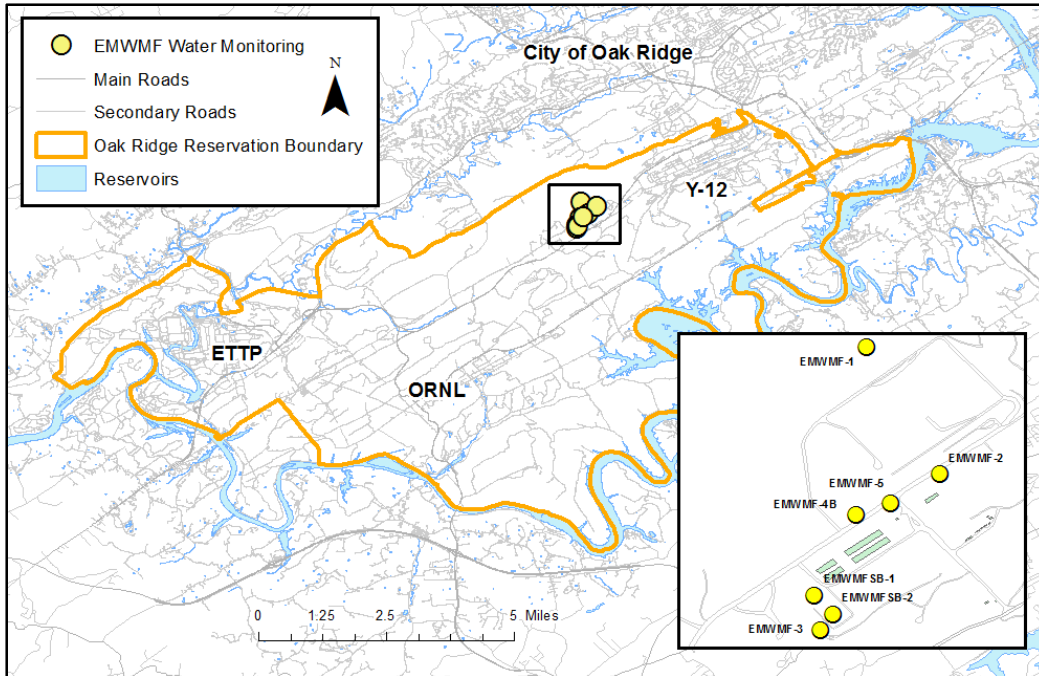 EMWMF Water Monitoring
Main Roads
Secondary Roads
Oak Ridge Reservation Boundary
Reservoirs
N
City of Oak Ridge
Y-12
ETTP
ORNL
0 1.25 2.5 5 Miles
EMWMF-1
EMWMF-2
EMWMF-5
EMWMF-4B
EMWMFSB-1
EMWMFSB-2
EMWMF-3